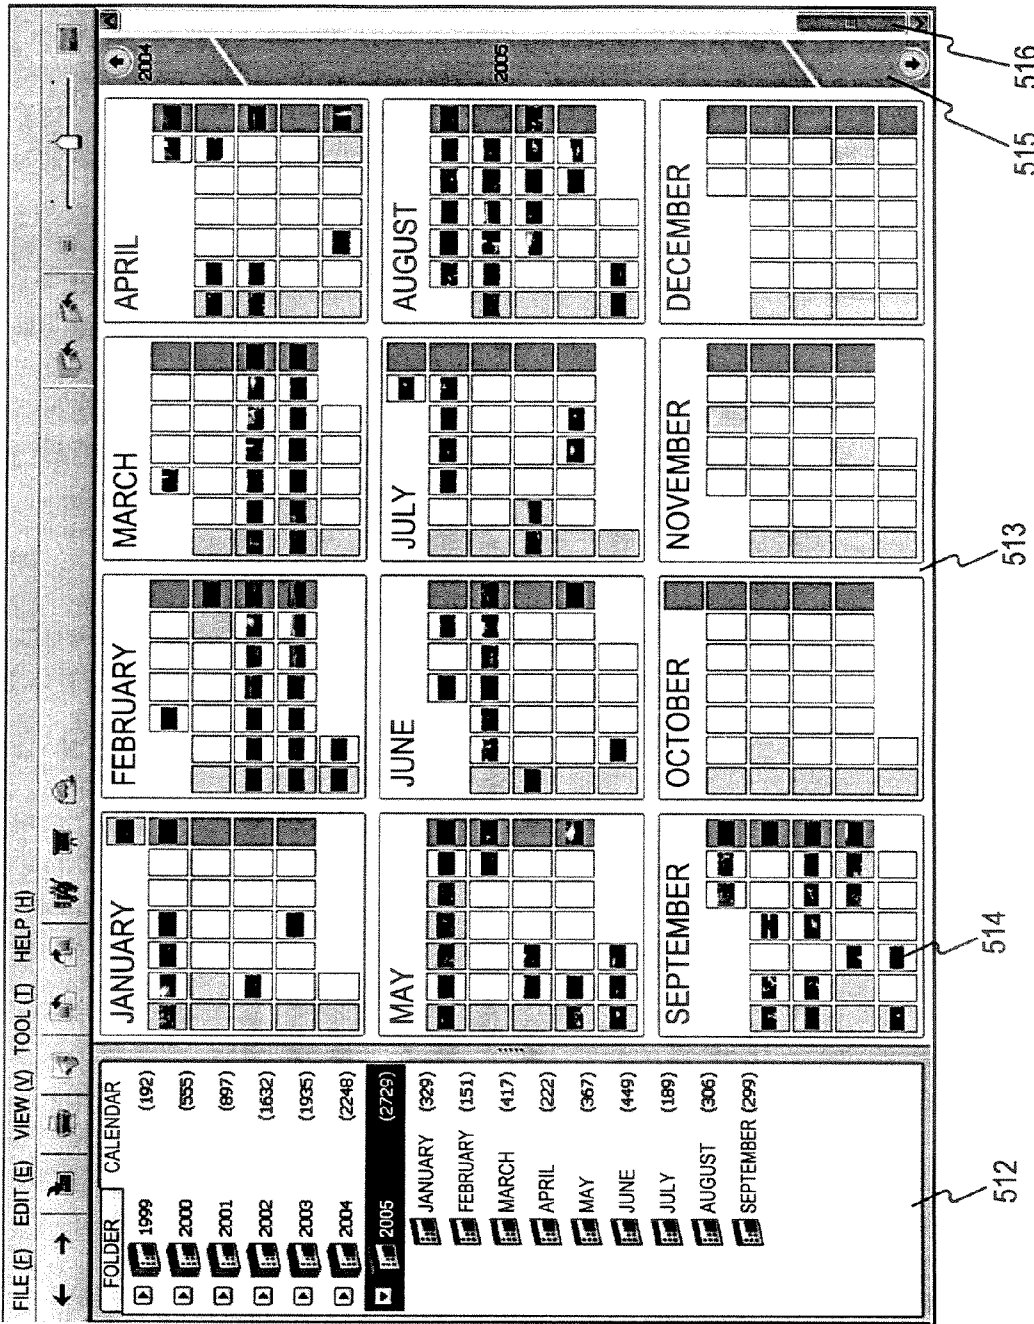 FILE (F) EDIT (E) VIEW (V) TOOL (T) HELP (H)
FOLDER CALENDAR
1999 (192)
2000 (555)
2001 (897)
2002 (1632)
2003 (1935)
2004 (2248)
2005 (2729)
JANUARY (329)
FEBRUARY (151)
MARCH (417)
APRIL (222)
MAY (367)
JUNE (449)
JULY (189)
AUGUST (306)
SEPTEMBER (299)
JANUARY FEBRUARY MARCH APRIL
MAY JUNE JULY AUGUST
SEPTEMBER OCTOBER NOVEMBER DECEMBER
2004
2005
512 514 513 515 516